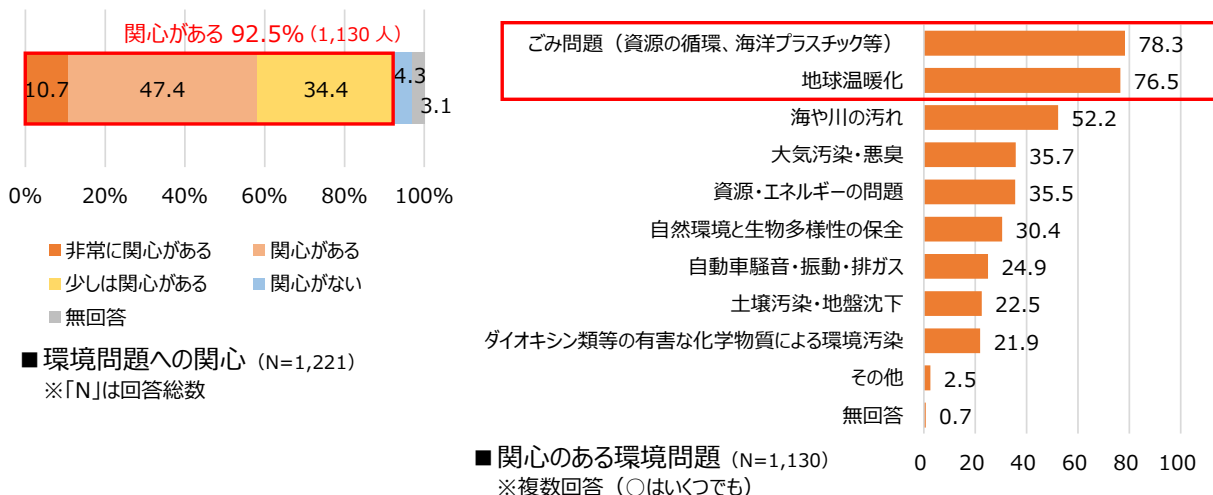 関心がある 92.5% (1,130 人)
10.7 47.4 34.4 4.3 3.1
0% 20% 40% 60% 80% 100%
■非常に関心がある ■関心がある
■少しは関心がある ■関心がない
■無回答
■環境問題への関心（N=1,221）
※「N」は回答総数
ごみ問題（資源の循環、海洋プラスチック等） 78.3
地球温暖化 76.5
海や川の汚れ 52.2
大気汚染・悪臭 35.7
資源・エネルギーの問題 35.5
自然環境と生物多様性の保全 30.4
自動車騒音・振動・排ガス 24.9
土壌汚染・地盤沈下 22.5
ダイオキシン類等の有害な化学物質による環境汚染 21.9
その他 2.5
無回答 0.7
0 20 40 60 80 100
■関心のある環境問題（N=1,130）
※複数回答（○はいくつでも）